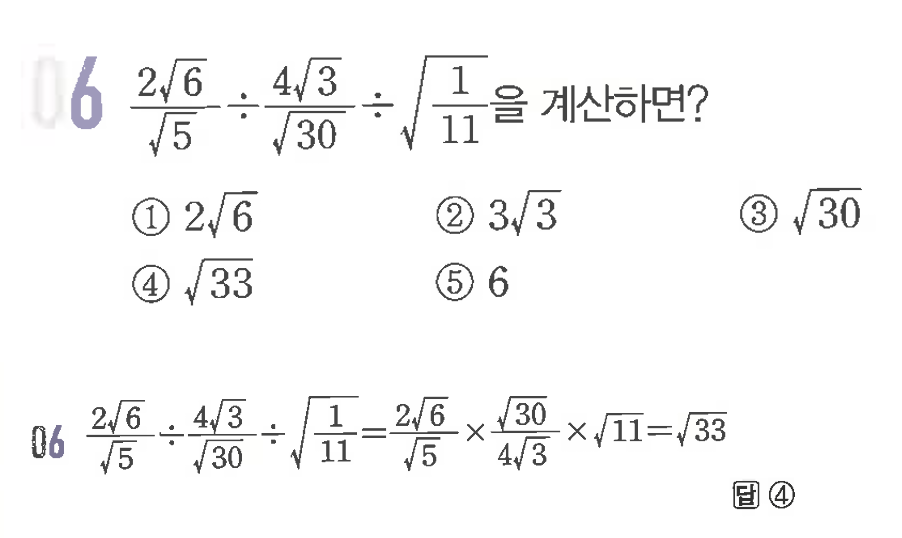 06 2√6/√5 ÷ 4√3/√30 ÷ √(1/11)을 계산하면?
① 2√6 ② 3√3 ③ √30
④ √33 ⑤ 6
06 2√6/√5 ÷ 4√3/√30 ÷ √(1/11) = 2√6/√5 × √30/4√3 × √11 = √33
답 ④